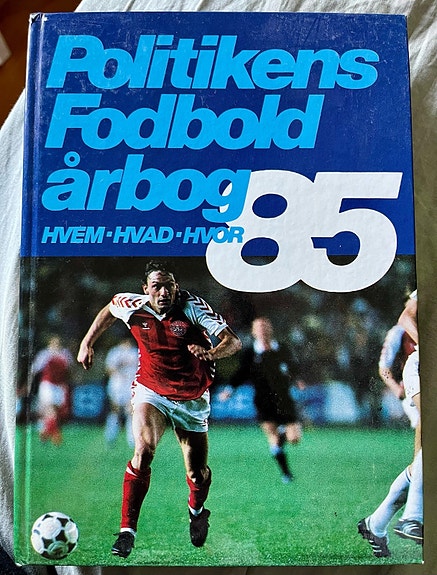 Politikens
Fodbold
årbog 85
HVEM·HVAD·HVOR